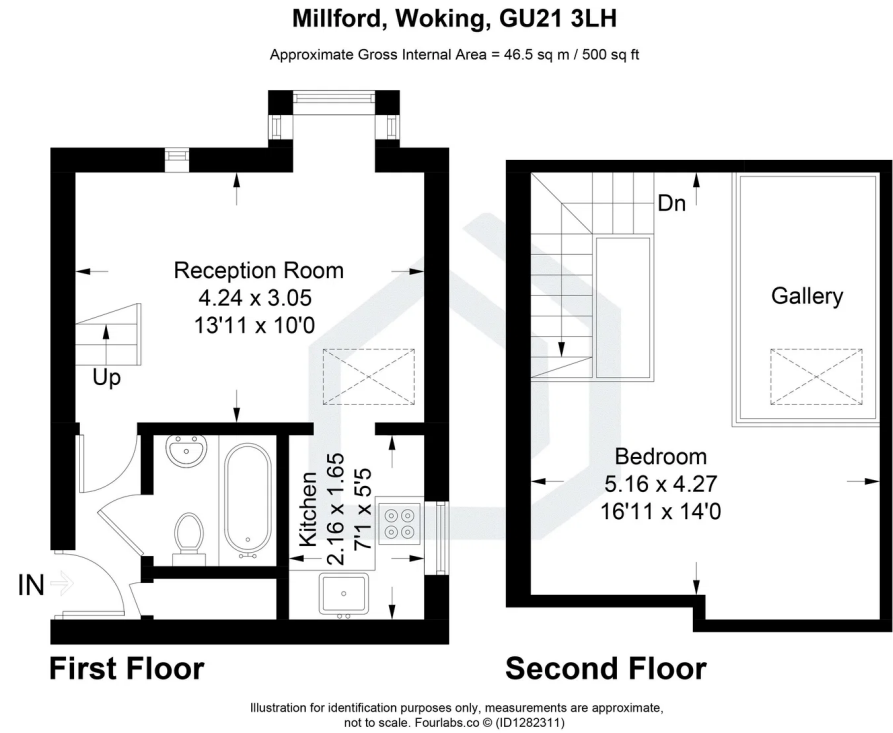 Millford, Woking, GU21 3LH
Approximate Gross Internal Area = 46.5 sq m / 500 sq ft
Reception Room
4.24 x 3.05
13'11 x 10'0
Up
Kitchen
2.16 x 1.65
7'1 x 5'5
IN
First Floor
Dn
Gallery
Bedroom
5.16 x 4.27
16'11 x 14'0
Second Floor
Illustration for identification purposes only, measurements are approximate,
not to scale. Fourlabs.co © (ID1282311)